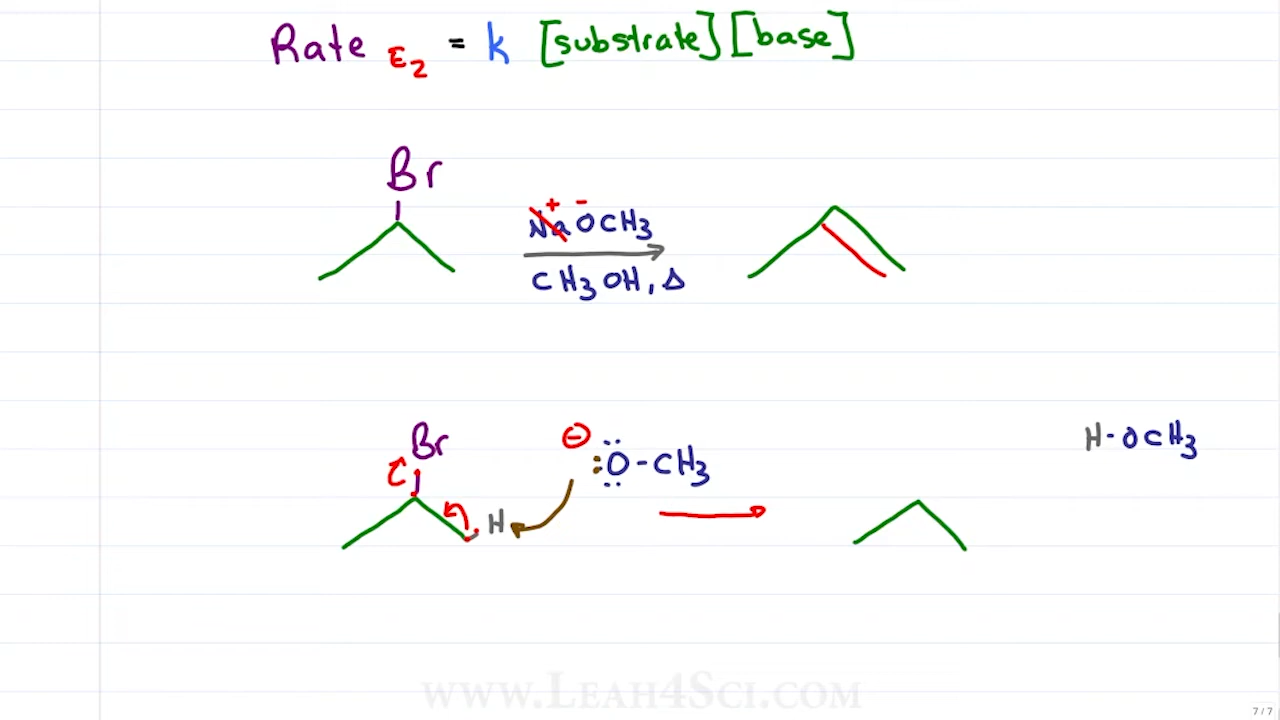 Rate E2 = k [substrate][base]
Br
Na+ -OCH3
CH3OH, Δ
Br
⊖
:Ö-CH3
H
H-OCH3
www.Leah4Sci.com
7 / 7